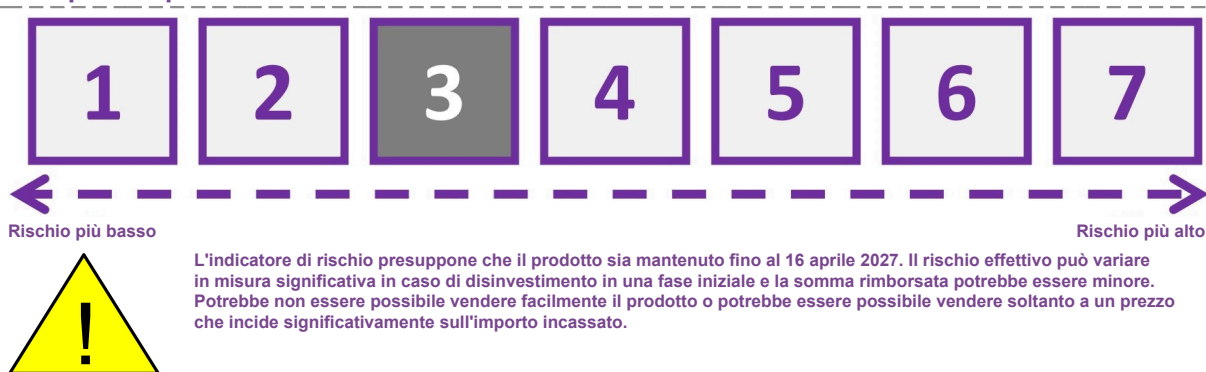 1 2 3 4 5 6 7
Rischio più basso Rischio più alto
L'indicatore di rischio presuppone che il prodotto sia mantenuto fino al 16 aprile 2027. Il rischio effettivo può variare
in misura significativa in caso di disinvestimento in una fase iniziale e la somma rimborsata potrebbe essere minore.
Potrebbe non essere possibile vendere facilmente il prodotto o potrebbe essere possibile vendere soltanto a un prezzo
che incide significativamente sull'importo incassato.
!